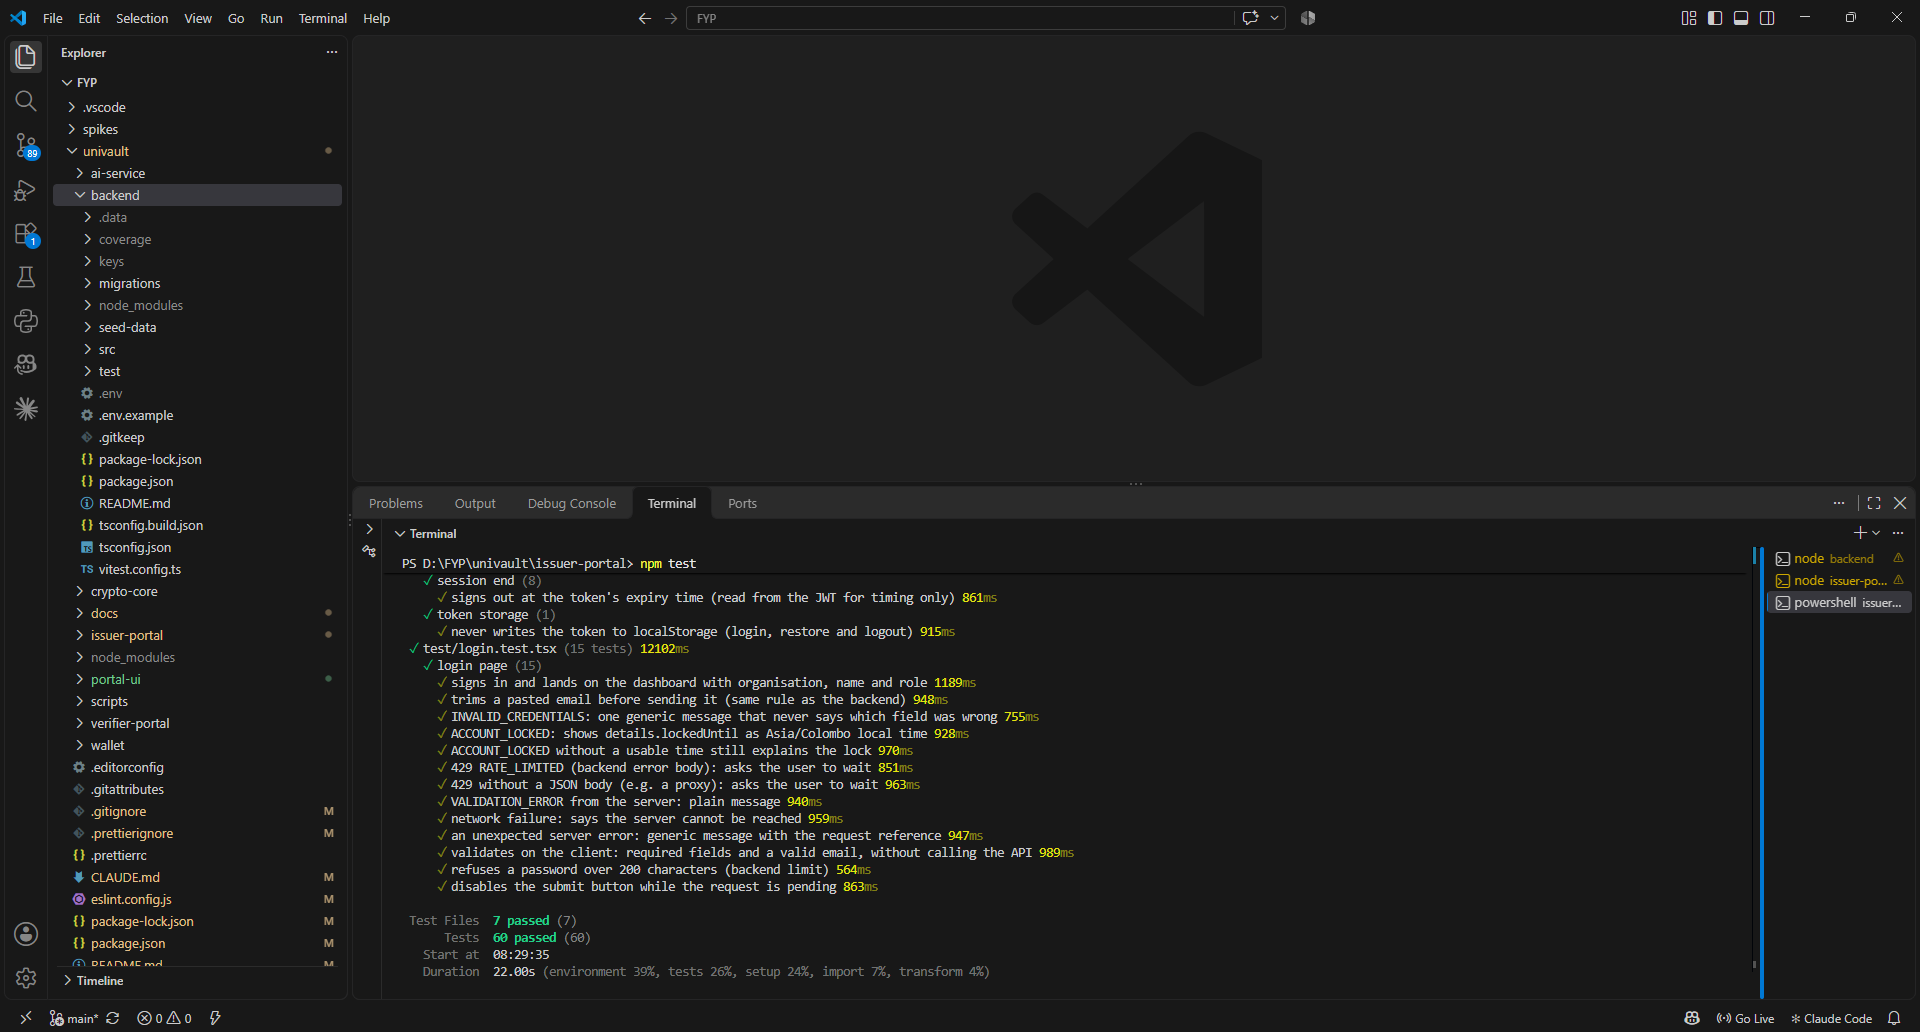 File Edit Selection View Go Run Terminal Help
FYP
Explorer
FYP
.vscode
spikes
89
univault
ai-service
backend
.data
1
coverage
keys
migrations
node_modules
seed-data
src
test
.env
.env.example
.gitkeep
package-lock.json
package.json
README.md
tsconfig.build.json
TS tsconfig.json
TS vitest.config.ts
crypto-core
docs
issuer-portal
node_modules
portal-ui
scripts
verifier-portal
wallet
.editorconfig
.gitattributes
.gitignore M
.prettierignore M
.prettierrc
CLAUDE.md M
eslint.config.js M
package-lock.json M
package.json M
README.md M
Timeline
Problems Output Debug Console Terminal Ports
Terminal
PS D:\FYP\univault\issuer-portal> npm test
✓ session end (8)
✓ signs out at the token's expiry time (read from the JWT for timing only) 861ms
✓ token storage (1)
✓ never writes the token to localStorage (login, restore and logout) 915ms
✓ test/login.test.tsx (15 tests) 12102ms
✓ login page (15)
✓ signs in and lands on the dashboard with organisation, name and role 1189ms
✓ trims a pasted email before sending it (same rule as the backend) 948ms
✓ INVALID_CREDENTIALS: one generic message that never says which field was wrong 755ms
✓ ACCOUNT_LOCKED: shows details.lockedUntil as Asia/Colombo local time 928ms
✓ ACCOUNT_LOCKED without a usable time still explains the lock 970ms
✓ 429 RATE_LIMITED (backend error body): asks the user to wait 851ms
✓ 429 without a JSON body (e.g. a proxy): asks the user to wait 963ms
✓ VALIDATION_ERROR from the server: plain message 940ms
✓ network failure: says the server cannot be reached 959ms
✓ an unexpected server error: generic message with the request reference 947ms
✓ validates on the client: required fields and a valid email, without calling the API 989ms
✓ refuses a password over 200 characters (backend limit) 564ms
✓ disables the submit button while the request is pending 863ms
Test Files 7 passed (7)
Tests 60 passed (60)
Start at 08:29:35
Duration 22.00s (environment 39%, tests 26%, setup 24%, import 7%, transform 4%)
node backend
node issuer-po...
powershell issuer...
main* 0 0
Go Live Claude Code